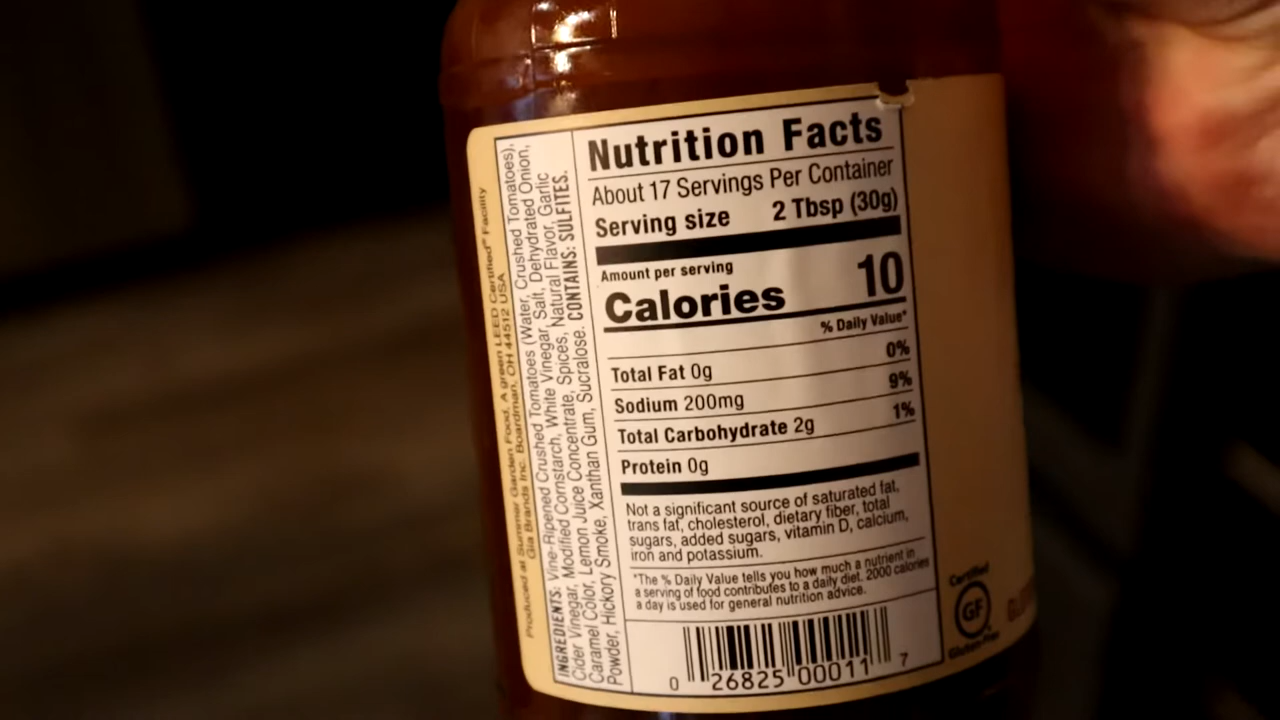 Produced at Summer Garden Food, A green LEED Certified® Facility
Gia Brands Inc. Boardman, OH 44512 USA
INGREDIENTS: Vine-Ripened Crushed Tomatoes (Water, Crushed Tomatoes),
Cider Vinegar, Modified Cornstarch, White Vinegar, Salt, Dehydrated Onion,
Caramel Color, Lemon Juice Concentrate, Spices, Natural Flavor, Garlic
Powder, Hickory Smoke, Xanthan Gum, Sucralose. CONTAINS: SULFITES.
Nutrition Facts
About 17 Servings Per Container
Serving size 2 Tbsp (30g)
Amount per serving
Calories 10
% Daily Value*
Total Fat 0g 0%
Sodium 200mg 9%
Total Carbohydrate 2g 1%
Protein 0g
Not a significant source of saturated fat,
trans fat, cholesterol, dietary fiber, total
sugars, added sugars, vitamin D, calcium,
iron and potassium.
*The % Daily Value tells you how much a nutrient in
a serving of food contributes to a daily diet. 2000 calories
a day is used for general nutrition advice.
0 26825 00011 7
Certified
GF
Gluten-Free